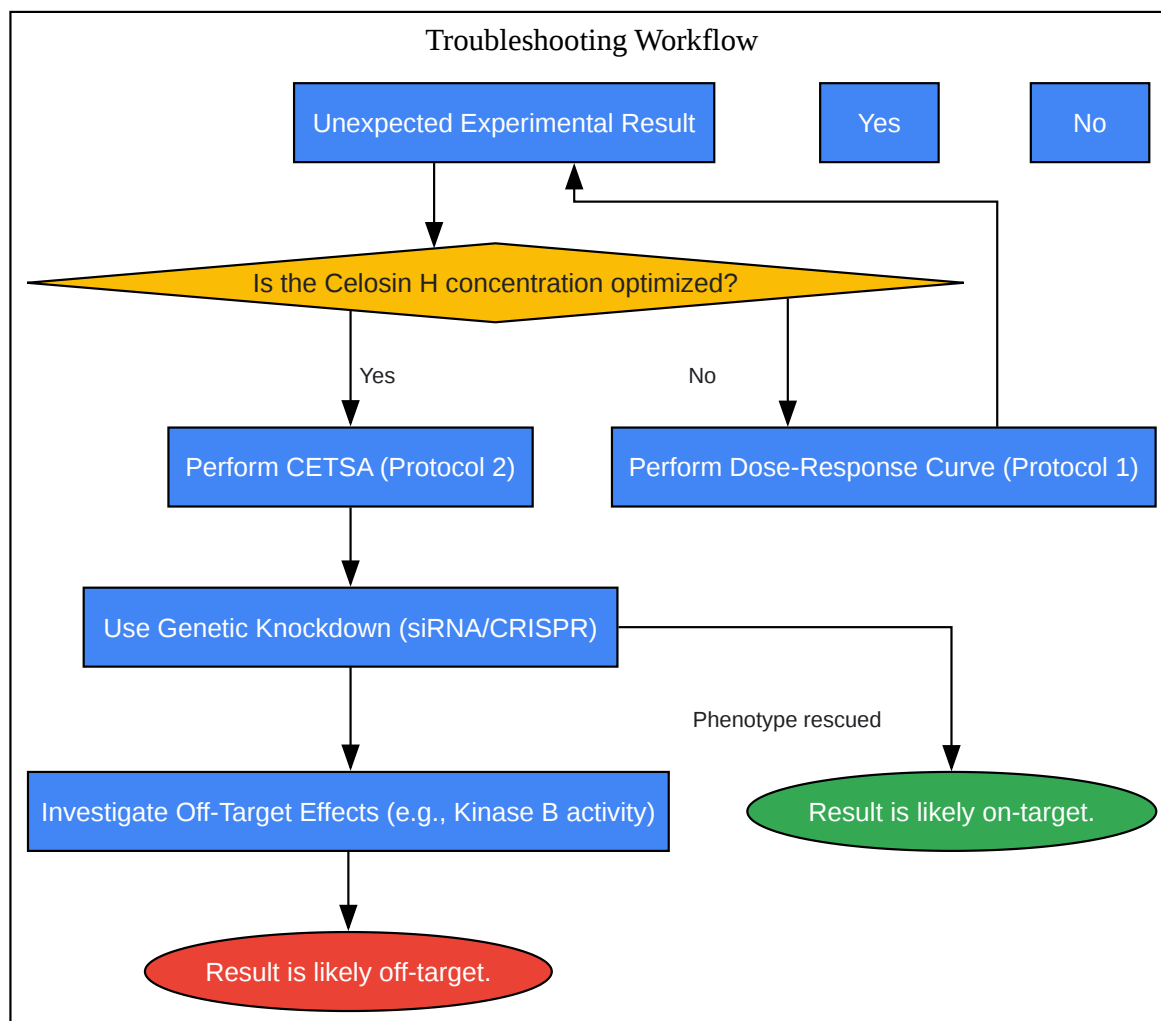 Troubleshooting Workflow
Unexpected Experimental Result
Yes
No
Is the Celosin H concentration optimized?
Yes
No
Perform CETSA (Protocol 2)
Perform Dose-Response Curve (Protocol 1)
Use Genetic Knockdown (siRNA/CRISPR)
Phenotype rescued
Investigate Off-Target Effects (e.g., Kinase B activity)
Result is likely on-target.
Result is likely off-target.